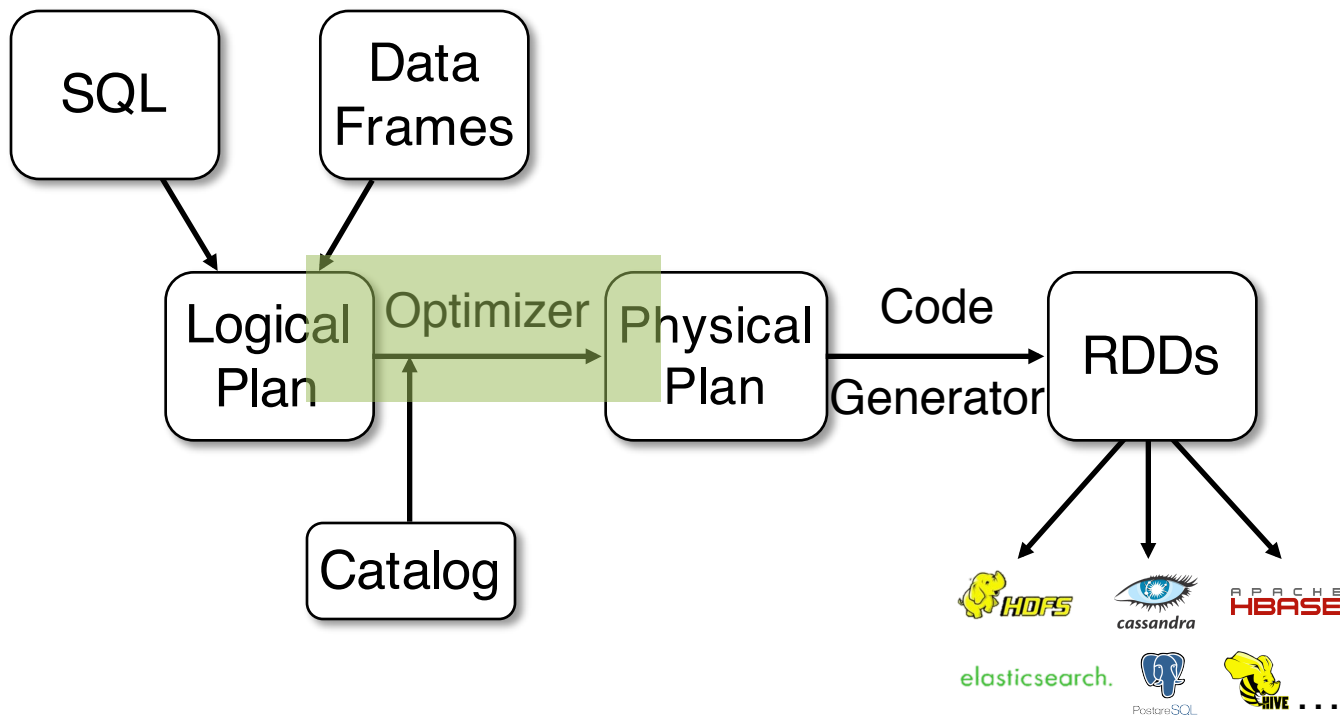 SQL
Data
Frames
Logical
Plan
Optimizer
Physical
Plan
Code
Generator
RDDs
Catalog
HDFS
cassandra
APACHE
HBASE
elasticsearch.
PostgreSQL
HIVE
...